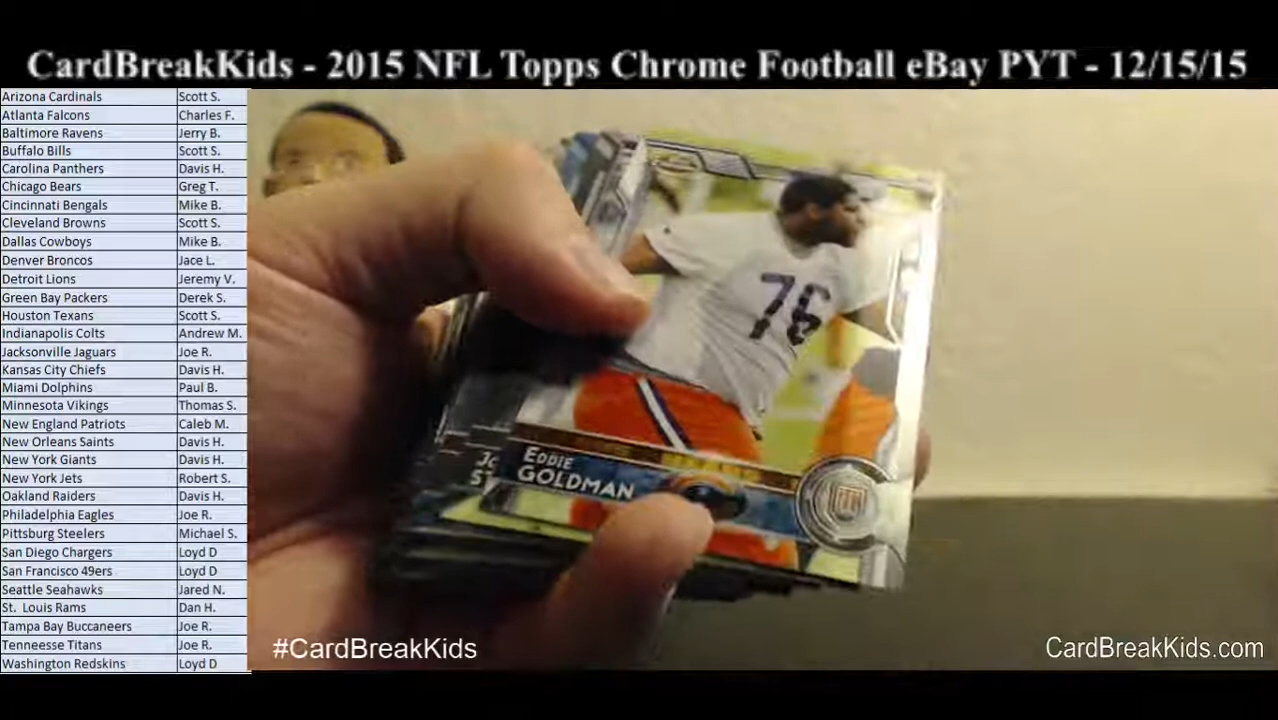 CardBreakKids - 2015 NFL Topps Chrome Football eBay PYT - 12/15/15
Arizona Cardinals Scott S.
Atlanta Falcons Charles F.
Baltimore Ravens Jerry B.
Buffalo Bills Scott S.
Carolina Panthers Davis H.
Chicago Bears Greg T.
Cincinnati Bengals Mike B.
Cleveland Browns Scott S.
Dallas Cowboys Mike B.
Denver Broncos Jace L.
Detroit Lions Jeremy V.
Green Bay Packers Derek S.
Houston Texans Scott S.
Indianapolis Colts Andrew M.
Jacksonville Jaguars Joe R.
Kansas City Chiefs Davis H.
Miami Dolphins Paul B.
Minnesota Vikings Thomas S.
New England Patriots Caleb M.
New Orleans Saints Davis H.
New York Giants Davis H.
New York Jets Robert S.
Oakland Raiders Davis H.
Philadelphia Eagles Joe R.
Pittsburg Steelers Michael S.
San Diego Chargers Loyd D
San Francisco 49ers Loyd D
Seattle Seahawks Jared N.
St. Louis Rams Dan H.
Tampa Bay Buccaneers Joe R.
Tenneesse Titans Joe R.
Washington Redskins Loyd D
76
EDDIE
GOLDMAN
#CardBreakKids
CardBreakKids.com